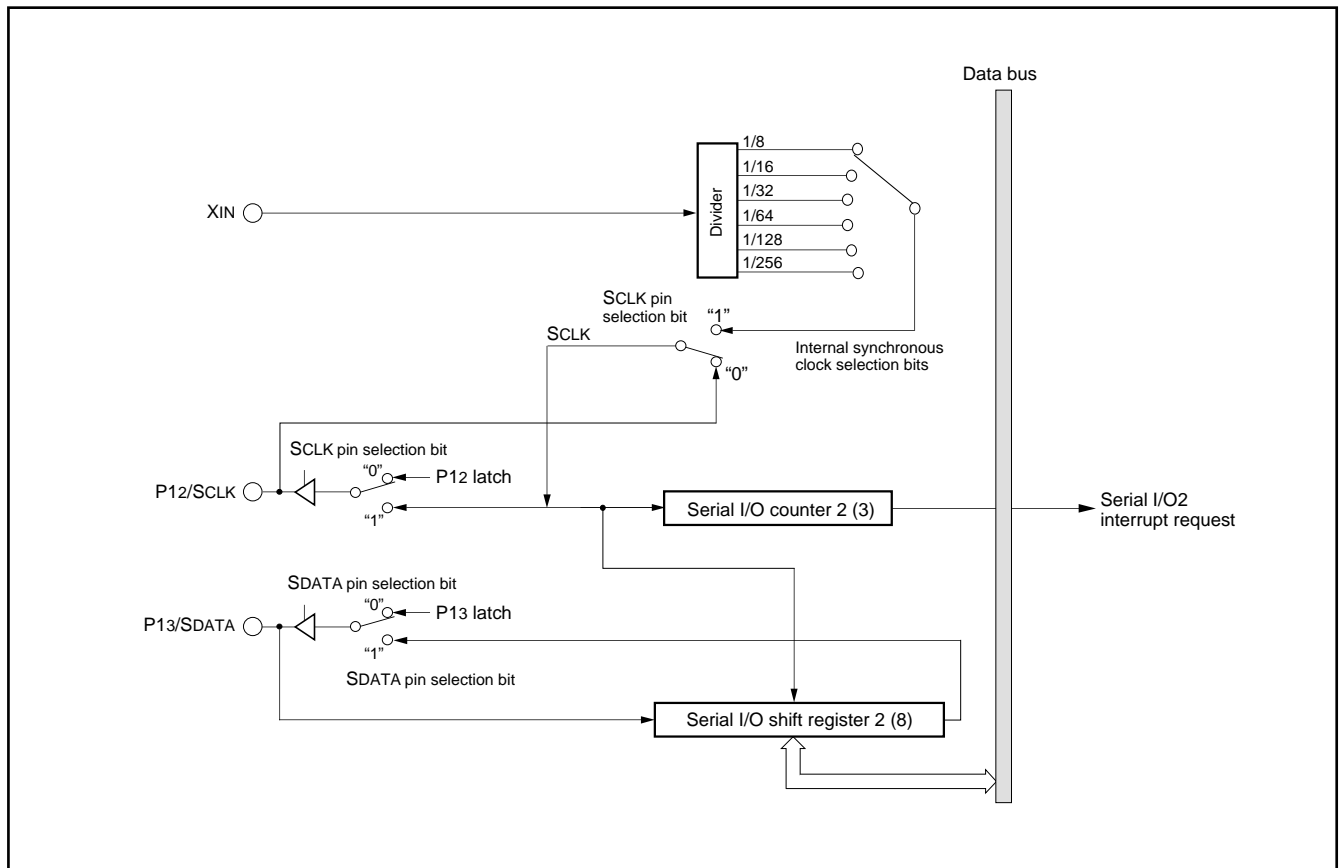 Data bus
1/8
1/16
1/32
1/64
1/128
1/256
Divider
XIN
SCLK pin
selection bit
“1”
SCLK
Internal synchronous
clock selection bits
“0”
SCLK pin selection bit
“0”
P12 latch
P12/SCLK
“1”
Serial I/O counter 2 (3)
Serial I/O2
interrupt request
SDATA pin selection bit
“0”
P13 latch
P13/SDATA
“1”
SDATA pin selection bit
Serial I/O shift register 2 (8)